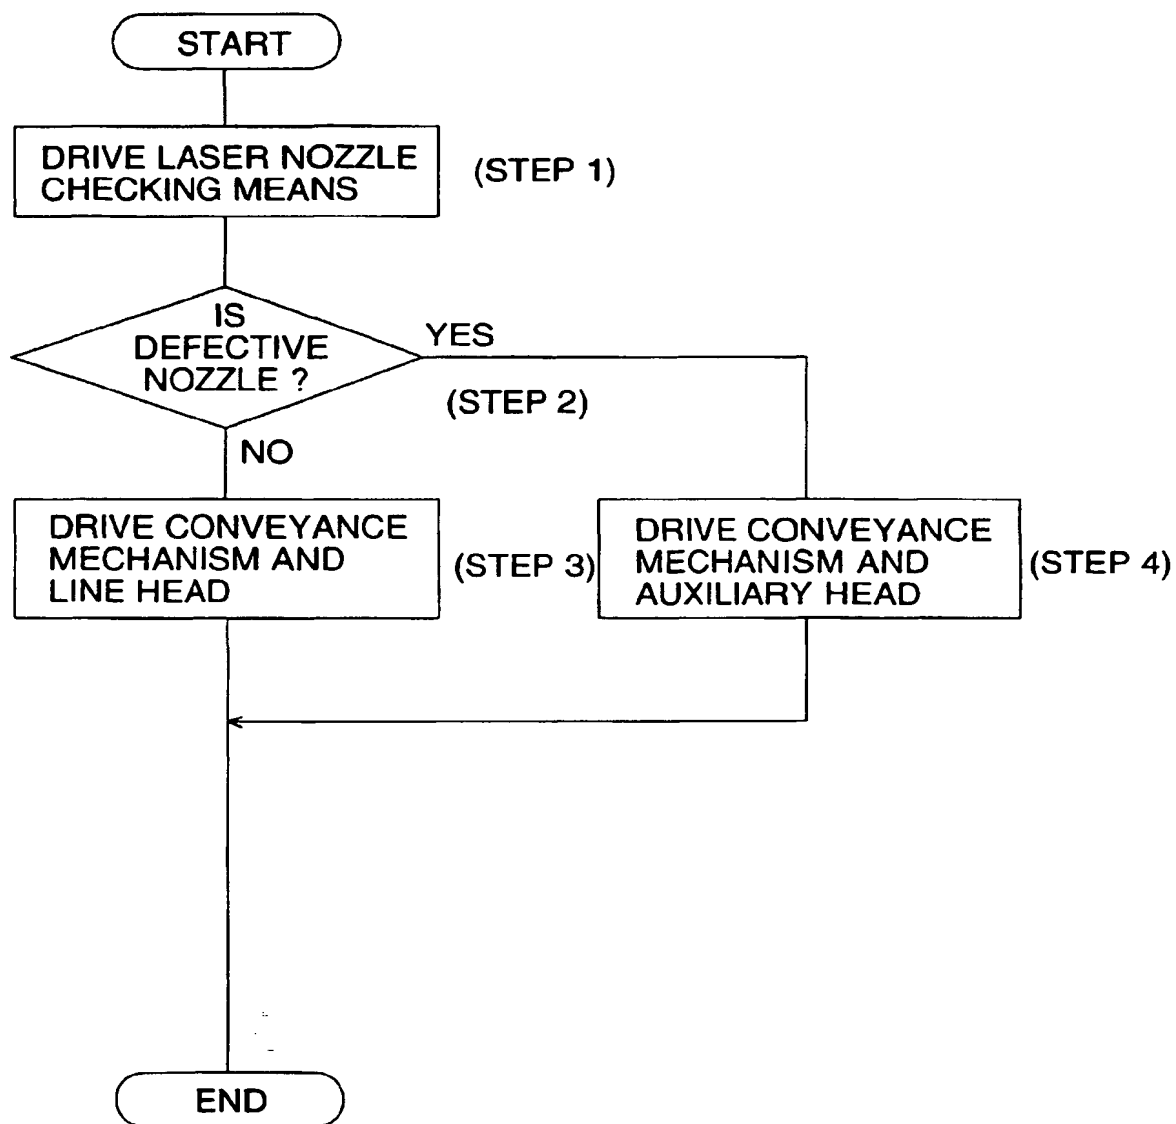 START
DRIVE LASER NOZZLE
CHECKING MEANS
(STEP 1)
IS
DEFECTIVE
NOZZLE ?
YES
(STEP 2)
NO
DRIVE CONVEYANCE
MECHANISM AND
LINE HEAD
(STEP 3)
DRIVE CONVEYANCE
MECHANISM AND
AUXILIARY HEAD
(STEP 4)
END